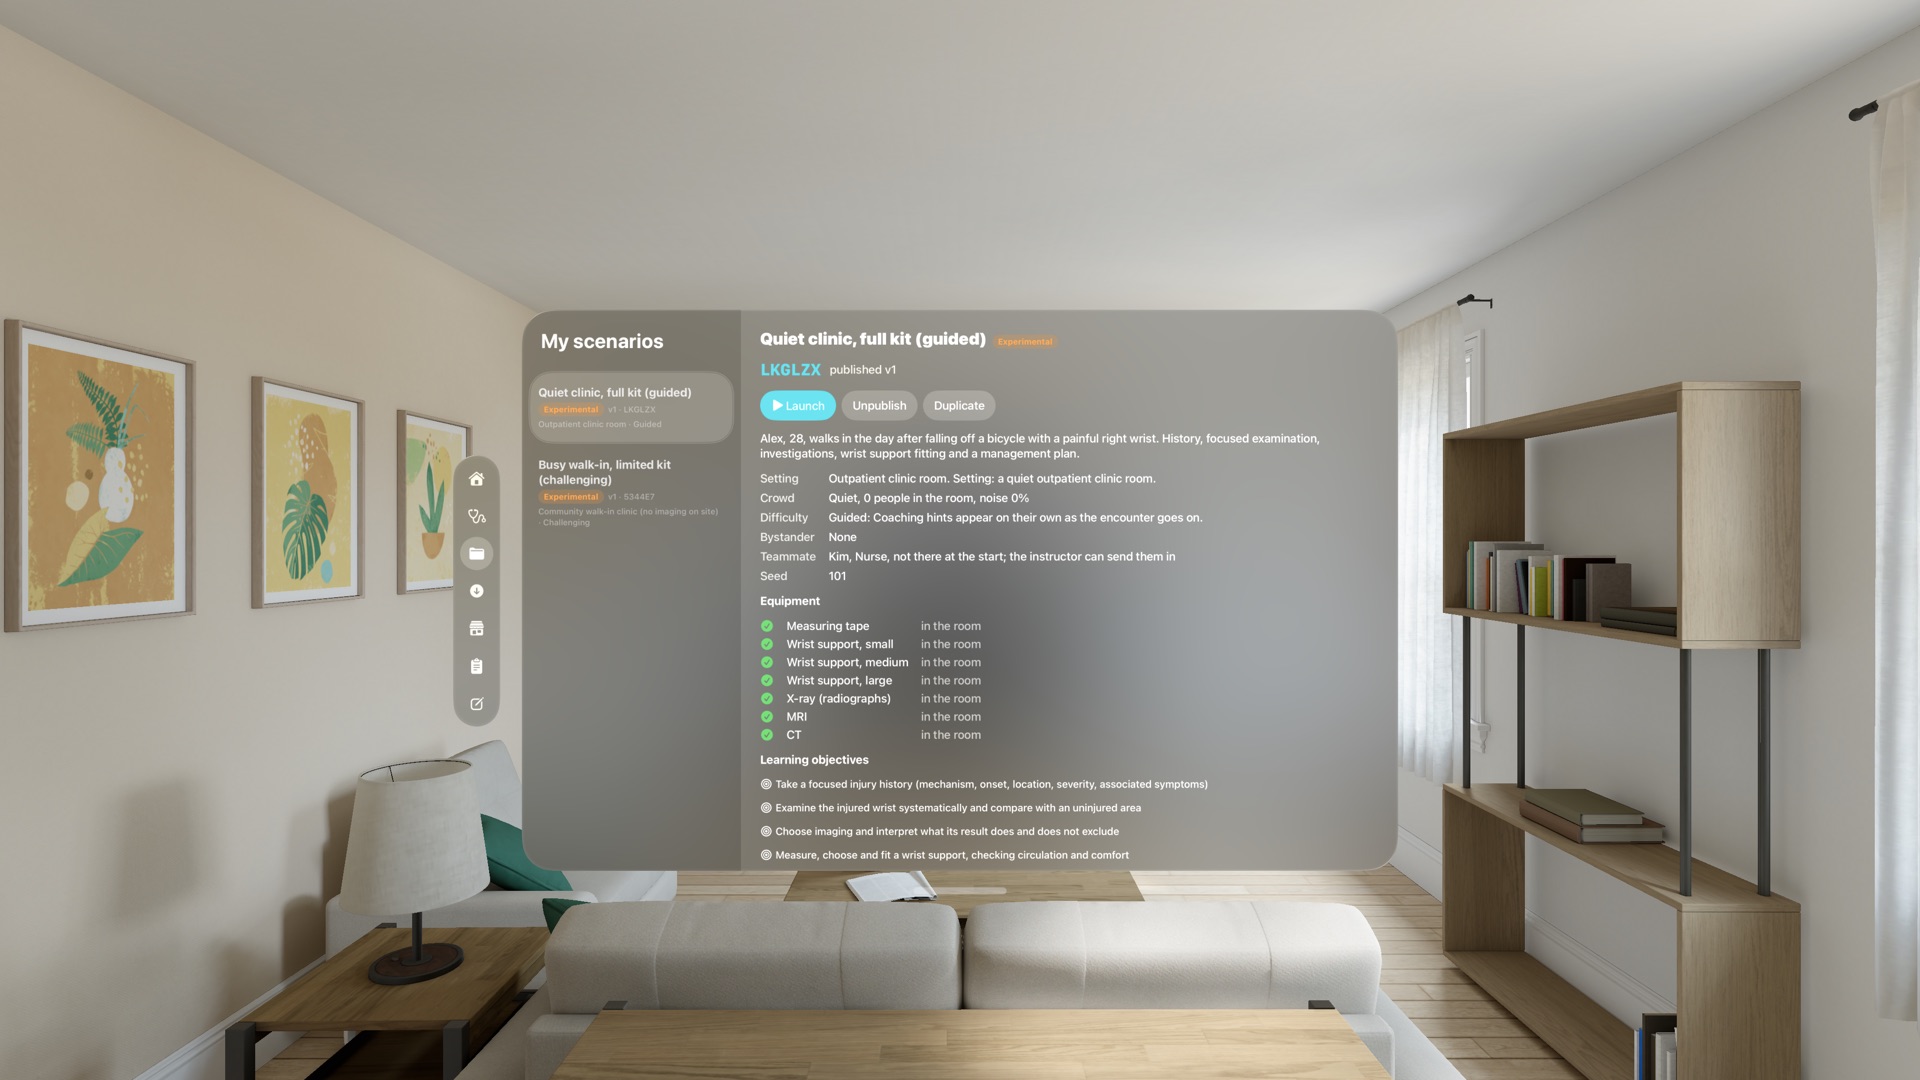 My scenarios
Quiet clinic, full kit (guided)
Experimental v1 · LKGLZX
Outpatient clinic room · Guided
Busy walk-in, limited kit
(challenging)
Experimental v1 · 5344E7
Community walk-in clinic (no imaging on site)
· Challenging
Quiet clinic, full kit (guided) Experimental
LKGLZX published v1
Launch Unpublish Duplicate
Alex, 28, walks in the day after falling off a bicycle with a painful right wrist. History, focused examination,
investigations, wrist support fitting and a management plan.
Setting Outpatient clinic room. Setting: a quiet outpatient clinic room.
Crowd Quiet, 0 people in the room, noise 0%
Difficulty Guided: Coaching hints appear on their own as the encounter goes on.
Bystander None
Teammate Kim, Nurse, not there at the start; the instructor can send them in
Seed 101
Equipment
Measuring tape in the room
Wrist support, small in the room
Wrist support, medium in the room
Wrist support, large in the room
X-ray (radiographs) in the room
MRI in the room
CT in the room
Learning objectives
Take a focused injury history (mechanism, onset, location, severity, associated symptoms)
Examine the injured wrist systematically and compare with an uninjured area
Choose imaging and interpret what its result does and does not exclude
Measure, choose and fit a wrist support, checking circulation and comfort